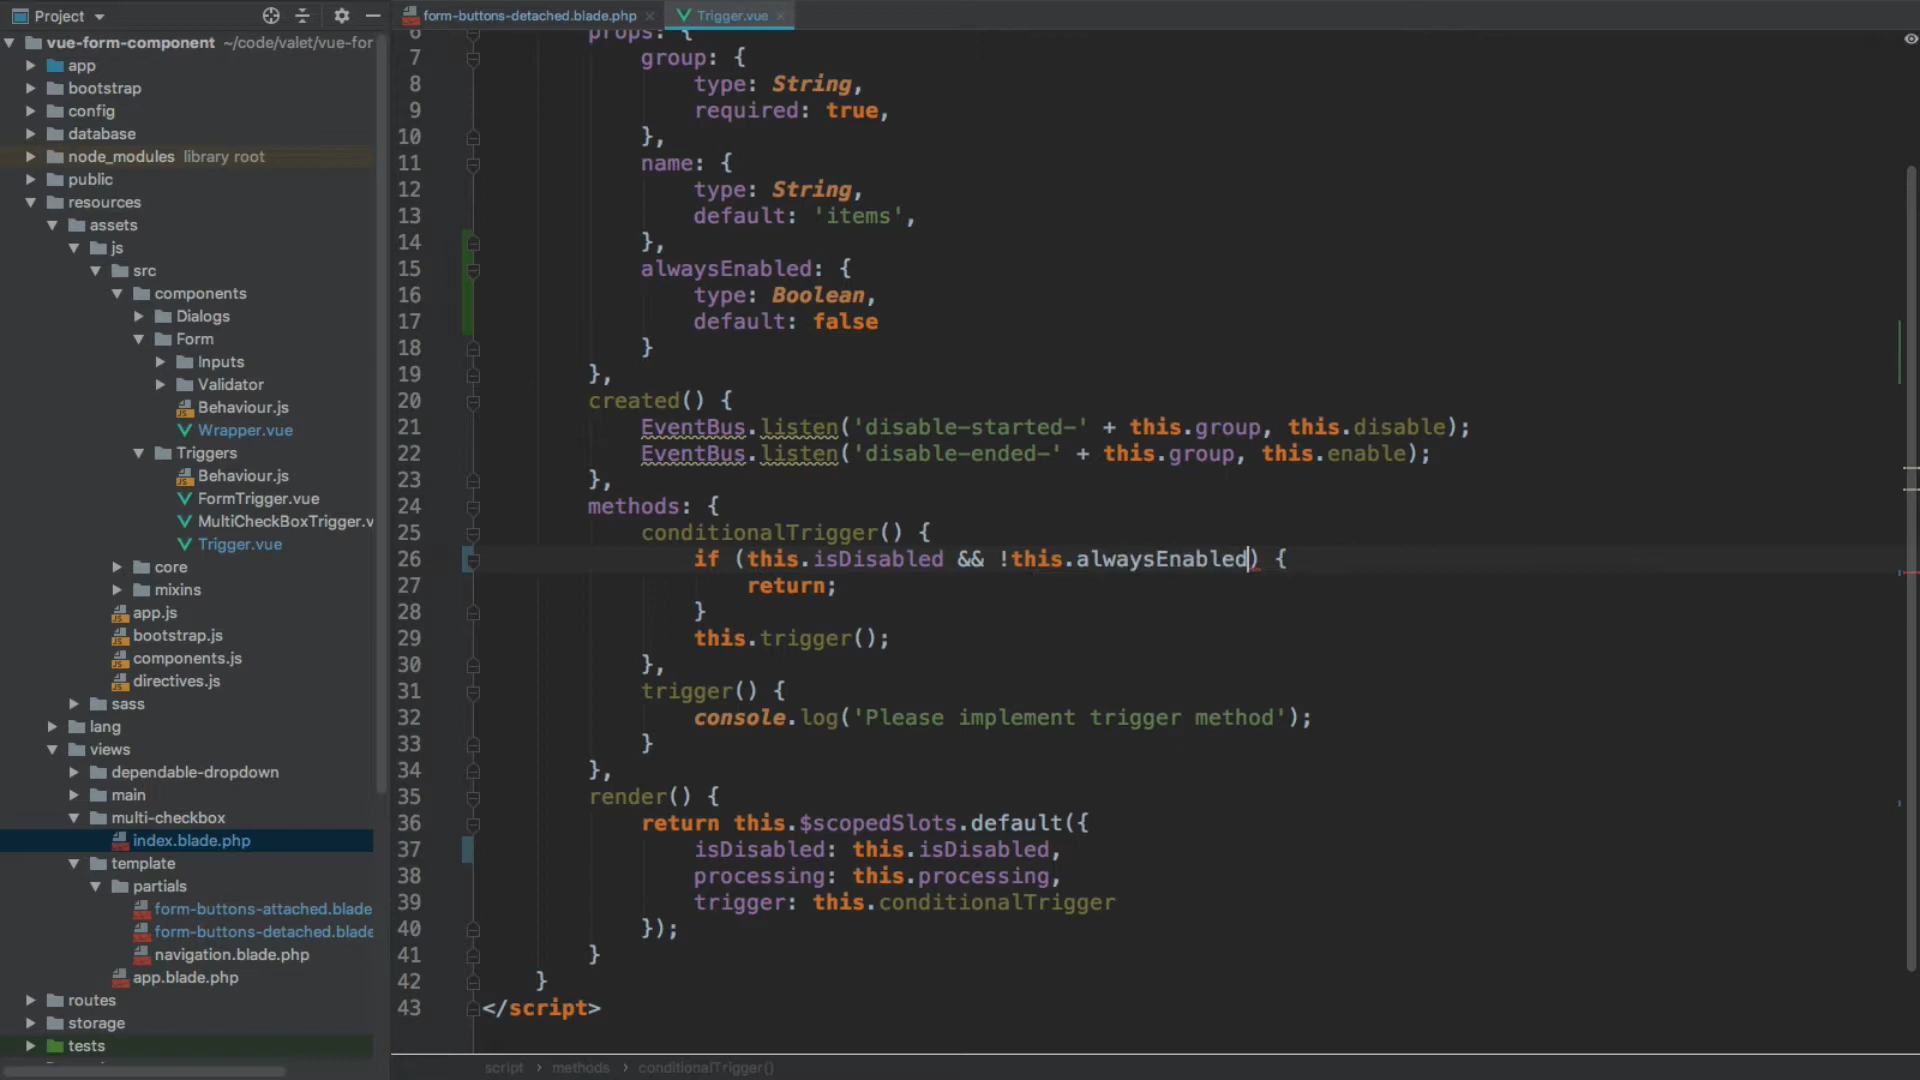 Project
form-buttons-detached.blade.php
Trigger.vue
vue-form-component ~/code/valet/vue-for
app
bootstrap
config
database
node_modules library root
public
resources
assets
js
src
components
Dialogs
Form
Inputs
Validator
Behaviour.js
Wrapper.vue
Triggers
Behaviour.js
FormTrigger.vue
MultiCheckBoxTrigger.v
Trigger.vue
core
mixins
app.js
bootstrap.js
components.js
directives.js
sass
lang
views
dependable-dropdown
main
multi-checkbox
index.blade.php
template
partials
form-buttons-attached.blade
form-buttons-detached.blade
navigation.blade.php
app.blade.php
routes
storage
tests
6 props: {
7 group: {
8 type: String,
9 required: true,
10 },
11 name: {
12 type: String,
13 default: 'items',
14 },
15 alwaysEnabled: {
16 type: Boolean,
17 default: false
18 }
19 },
20 created() {
21 EventBus.listen('disable-started-' + this.group, this.disable);
22 EventBus.listen('disable-ended-' + this.group, this.enable);
23 },
24 methods: {
25 conditionalTrigger() {
26 if (this.isDisabled && !this.alwaysEnabled) {
27 return;
28 }
29 this.trigger();
30 },
31 trigger() {
32 console.log('Please implement trigger method');
33 }
34 },
35 render() {
36 return this.$scopedSlots.default({
37 isDisabled: this.isDisabled,
38 processing: this.processing,
39 trigger: this.conditionalTrigger
40 });
41 }
42 }
43 </script>
script › methods › conditionalTrigger()